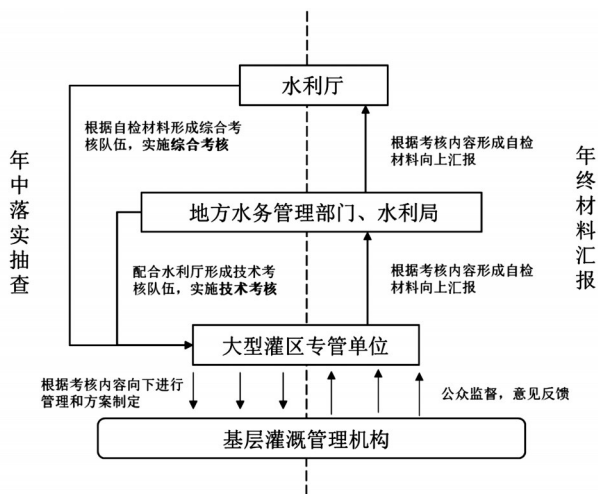 水利厅
根据自检材料形成综合考
核队伍，实施综合考核
根据考核内容形成自检
材料向上汇报
年中落实抽查
年终材料汇报
地方水务管理部门、水利局
配合水利厅形成技术考
核队伍，实施技术考核
根据考核内容形成自检
材料向上汇报
大型灌区专管单位
根据考核内容向下进行
管理和方案制定
公众监督，意见反馈
基层灌溉管理机构